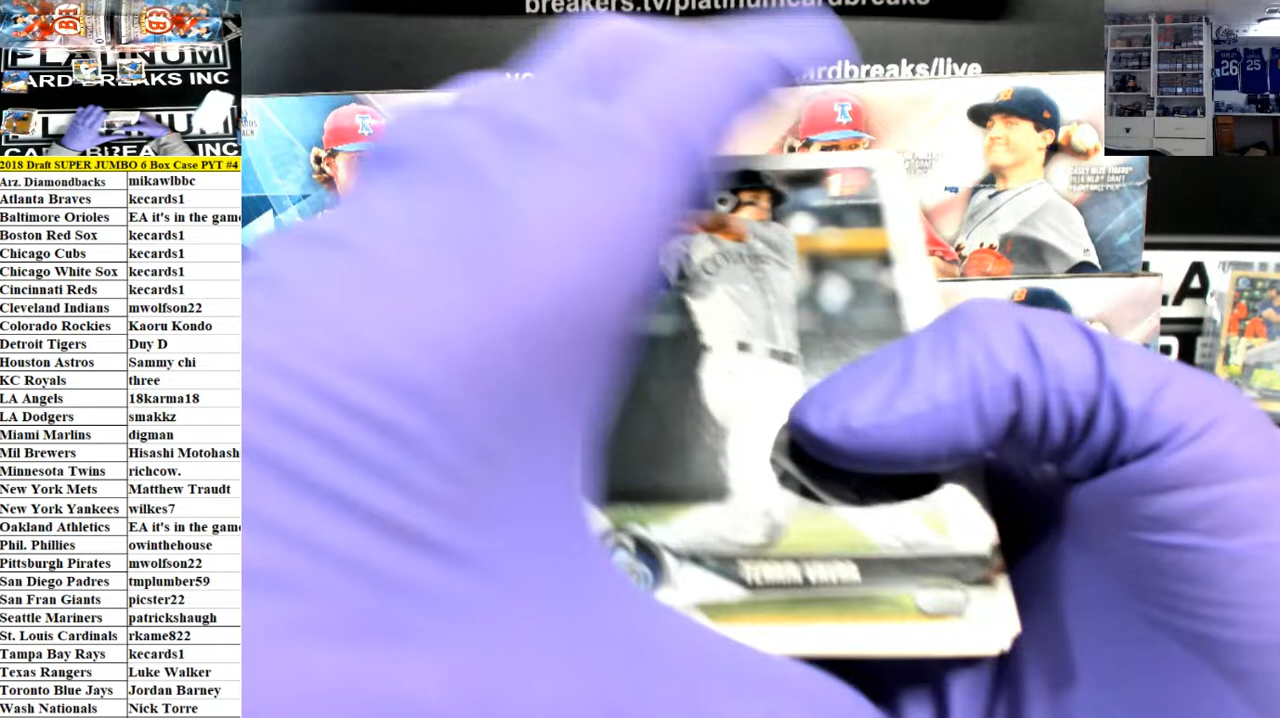 breakers.tv/platinumcardbreaks
ardbreaks/live
PLATINUM
ARD BREAKS INC
2018 Draft SUPER JUMBO 6 Box Case PYT #4
Arz. Diamondbacks mikawlbbc
Atlanta Braves kecards1
Baltimore Orioles EA it's in the game
Boston Red Sox kecards1
Chicago Cubs kecards1
Chicago White Sox kecards1
Cincinnati Reds kecards1
Cleveland Indians mwolfson22
Colorado Rockies Kaoru Kondo
Detroit Tigers Duy D
Houston Astros Sammy chi
KC Royals three
LA Angels 18karma18
LA Dodgers smakkz
Miami Marlins digman
Mil Brewers Hisashi Motohash
Minnesota Twins richcow.
New York Mets Matthew Traudt
New York Yankees wilkes7
Oakland Athletics EA it's in the game
Phil. Phillies owinthehouse
Pittsburgh Pirates mwolfson22
San Diego Padres tmplumber59
San Fran Giants picster22
Seattle Mariners patrickshaugh
St. Louis Cardinals rkame822
Tampa Bay Rays kecards1
Texas Rangers Luke Walker
Toronto Blue Jays Jordan Barney
Wash Nationals Nick Torre
26
25